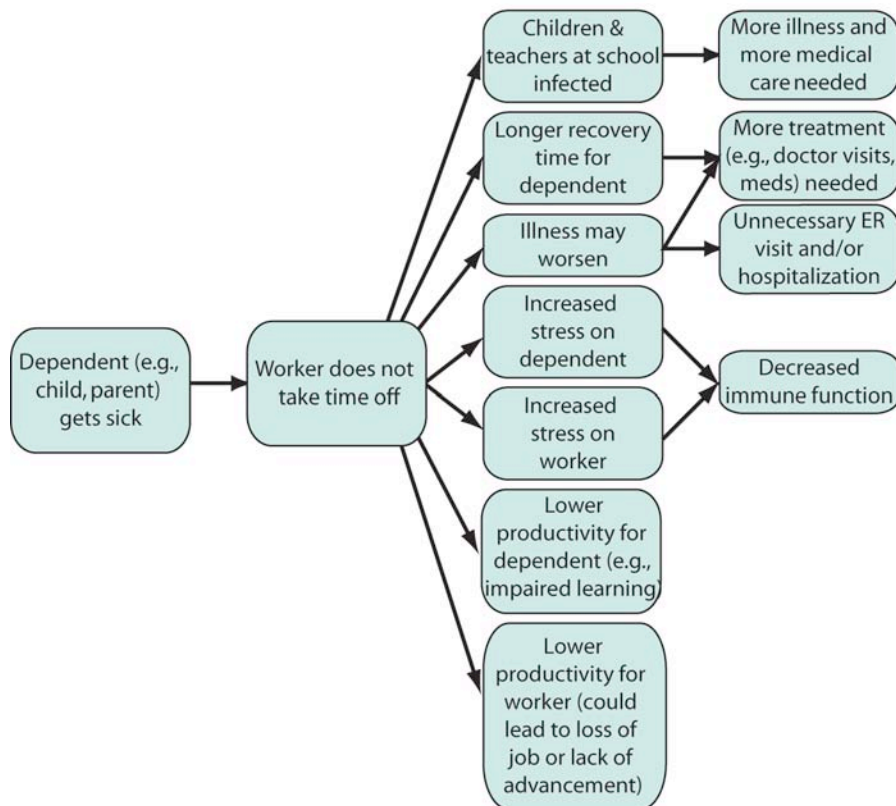 Children &
teachers at school
infected
More illness and
more medical
care needed
Longer recovery
time for
dependent
More treatment
(e.g., doctor visits,
meds) needed
Illness may
worsen
Unnecessary ER
visit and/or
hospitalization
Dependent (e.g.,
child, parent)
gets sick
Worker does not
take time off
Increased
stress on
dependent
Increased
stress on
worker
Decreased
immune function
Lower
productivity for
dependent (e.g.,
impaired learning)
Lower
productivity for
worker (could
lead to loss of
job or lack of
advancement)